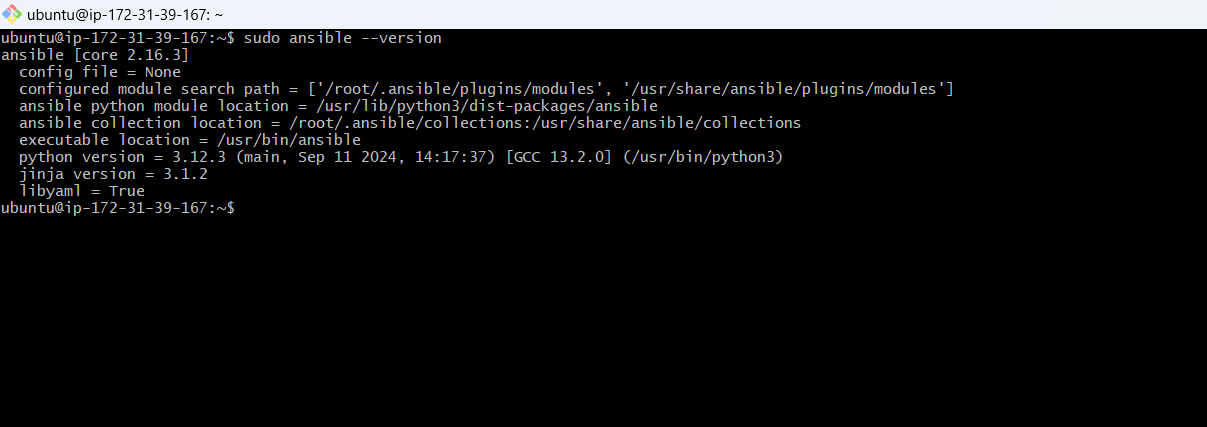 ubuntu@ip-172-31-39-167: ~
ubuntu@ip-172-31-39-167:~$ sudo ansible --version
ansible [core 2.16.3]
  config file = None
  configured module search path = ['/root/.ansible/plugins/modules', '/usr/share/ansible/plugins/modules']
  ansible python module location = /usr/lib/python3/dist-packages/ansible
  ansible collection location = /root/.ansible/collections:/usr/share/ansible/collections
  executable location = /usr/bin/ansible
  python version = 3.12.3 (main, Sep 11 2024, 14:17:37) [GCC 13.2.0] (/usr/bin/python3)
  jinja version = 3.1.2
  libyaml = True
ubuntu@ip-172-31-39-167:~$